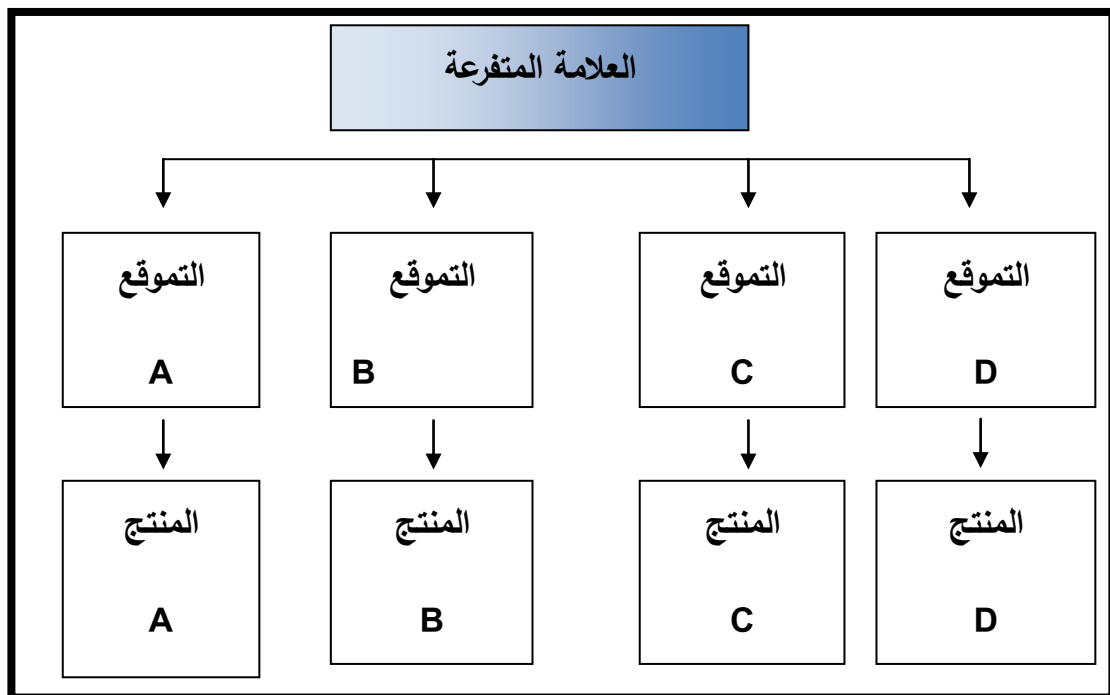 العلامة المتفرعة
التموقع
A
التموقع
B
التموقع
C
التموقع
D
المنتج
A
المنتج
B
المنتج
C
المنتج
D